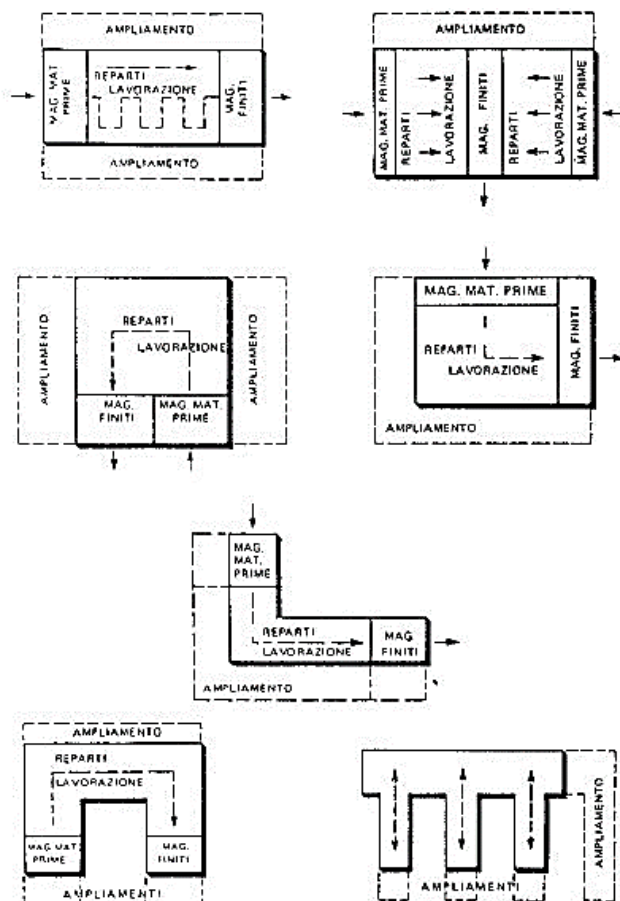 AMPLIAMENTO
MAG. MAT.
PRIME
REPARTI
LAVORAZIONE
MAG.
FINITI
AMPLIAMENTO
AMPLIAMENTO
MAG. MAT. PRIME
REPARTI
LAVORAZIONE
MAG. FINITI
REPARTI
LAVORAZIONE
MAG. MAT. PRIME
AMPLIAMENTO
REPARTI
LAVORAZIONE
MAG.
FINITI
MAG. MAT.
PRIME
AMPLIAMENTO
MAG. MAT. PRIME
REPARTI
LAVORAZIONE
MAG. FINITI
AMPLIAMENTO
MAG.
MAT.
PRIME
REPARTI
LAVORAZIONE
MAG.
FINITI
AMPLIAMENTO
AMPLIAMENTO
REPARTI
LAVORAZIONE
MAG. MAT.
PRIME
MAG.
FINITI
AMPLIAMENTI
AMPLIAMENTO
AMPLIAMENTI